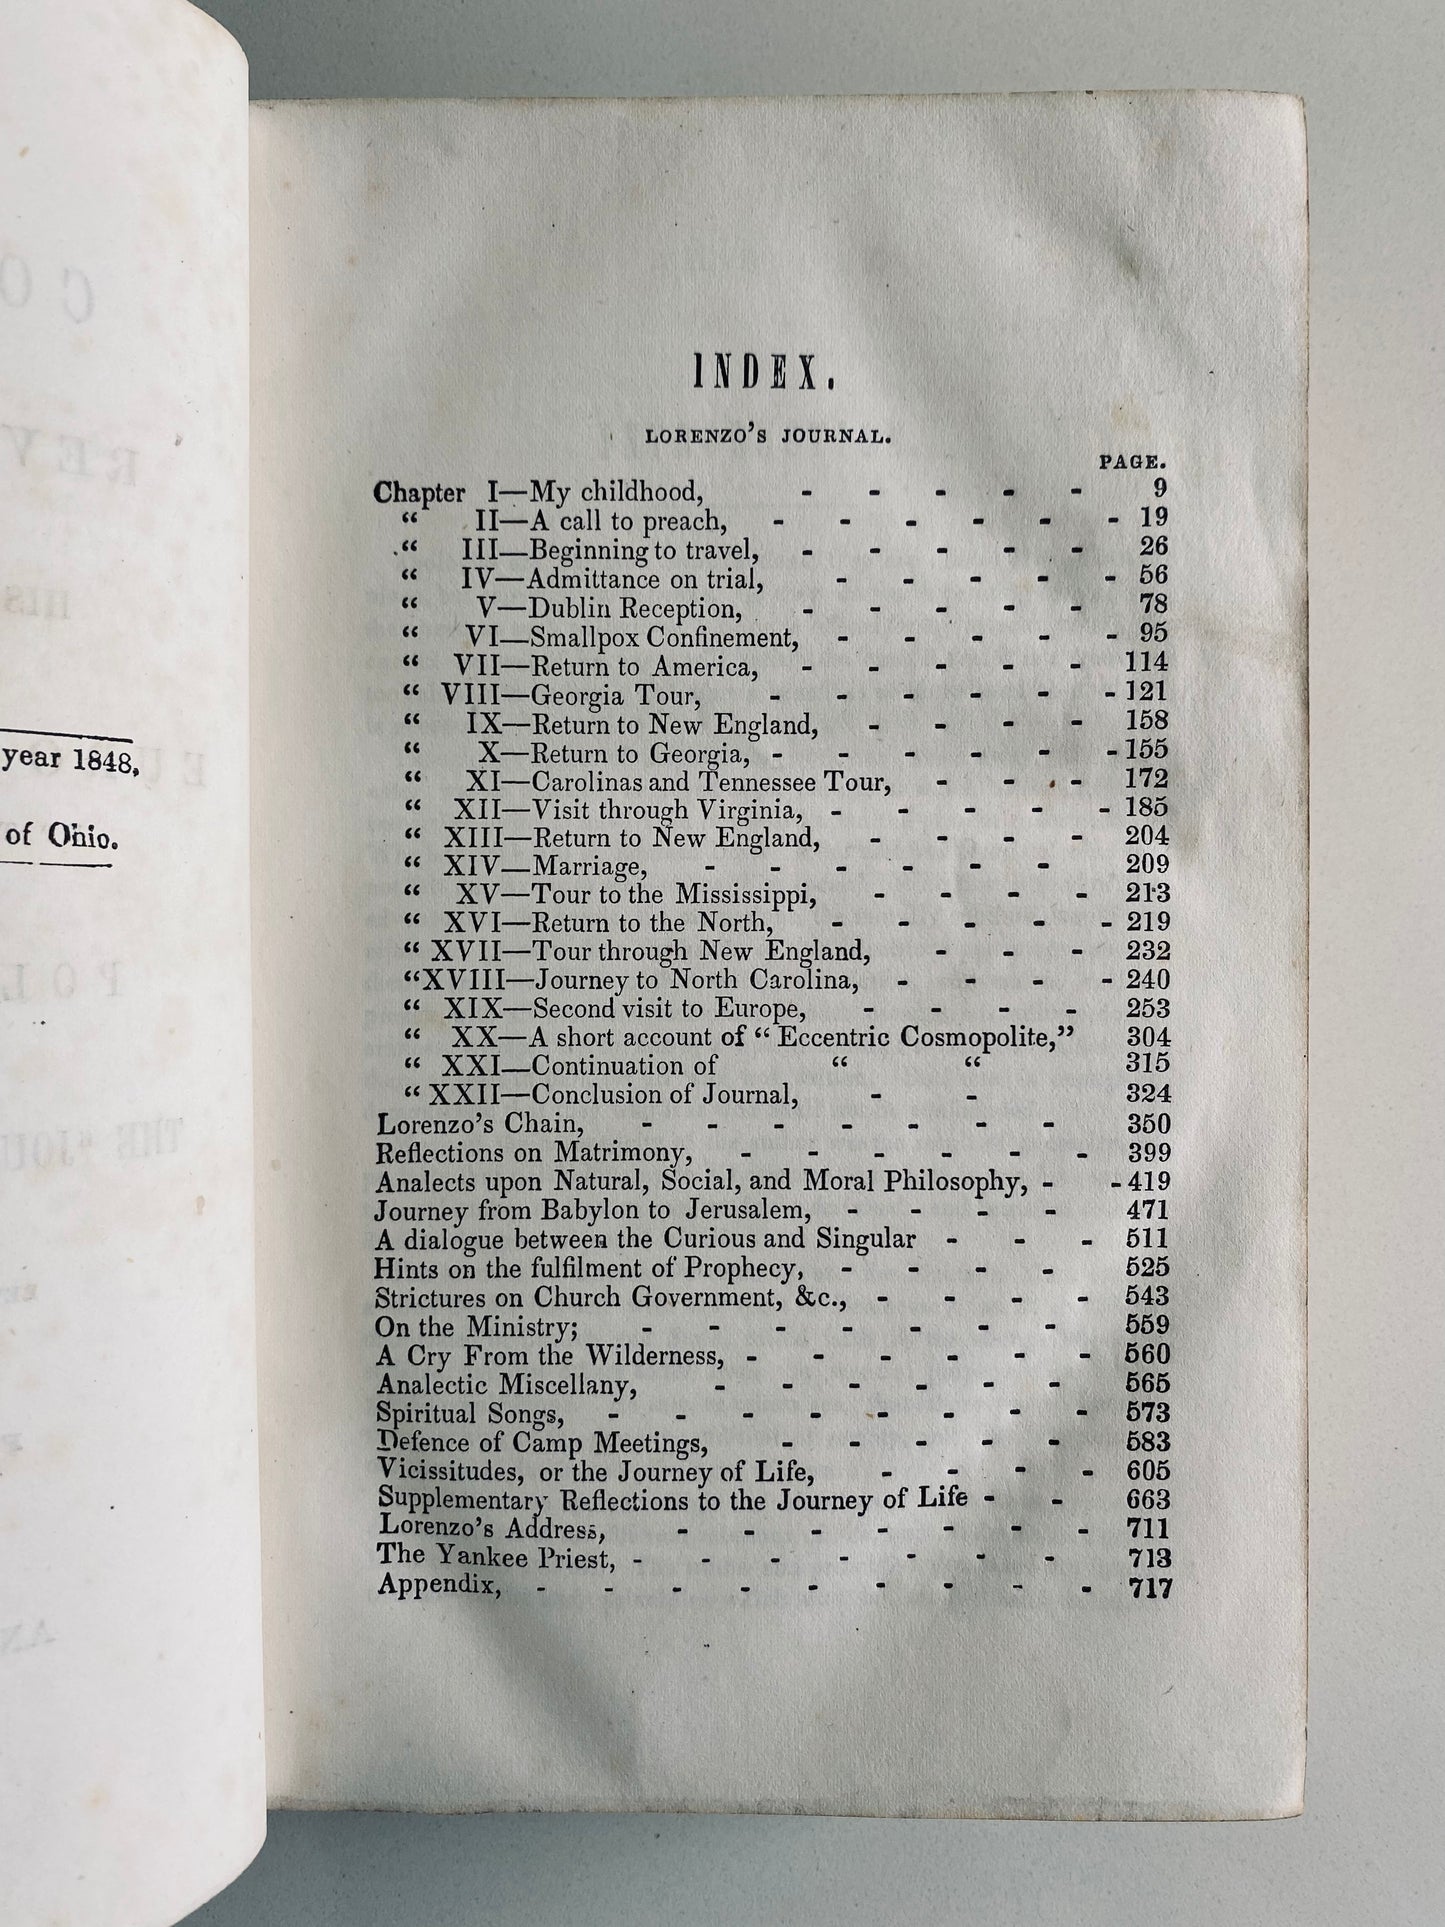 year 1848,
of Ohio.
INDEX.
LORENZO'S JOURNAL.
PAGE.
Chapter I—My childhood, - - - - - 9
“ II—A call to preach, - - - - - - 19
“ III—Beginning to travel, - - - - - 26
“ IV—Admittance on trial, - - - - - 56
“ V—Dublin Reception, - - - - - 78
“ VI—Smallpox Confinement, - - - - - 95
“ VII—Return to America, - - - - - 114
“ VIII—Georgia Tour, - - - - - - 121
“ IX—Return to New England, - - - - 158
“ X—Return to Georgia, - - - - - - 155
“ XI—Carolinas and Tennessee Tour, - - - 172
“ XII—Visit through Virginia, - - - - - 185
“ XIII—Return to New England, - - - - 204
“ XIV—Marriage, - - - - - - 209
“ XV—Tour to the Mississippi, - - - - 213
“ XVI—Return to the North, - - - - - 219
“ XVII—Tour through New England, - - - 232
“ XVIII—Journey to North Carolina, - - - - 240
“ XIX—Second visit to Europe, - - - - 253
“ XX—A short account of “ Eccentric Cosmopolite,” 304
“ XXI—Continuation of “ “ 315
“ XXII—Conclusion of Journal, - - 324
Lorenzo's Chain, - - - - - - - 350
Reflections on Matrimony, - - - - - - 399
Analects upon Natural, Social, and Moral Philosophy, - - 419
Journey from Babylon to Jerusalem, - - - - 471
A dialogue between the Curious and Singular - - - 511
Hints on the fulfilment of Prophecy, - - - - 525
Strictures on Church Government, &c., - - - - 543
On the Ministry; - - - - - - - 559
A Cry From the Wilderness, - - - - - - 560
Analectic Miscellany, - - - - - - 565
Spiritual Songs, - - - - - - - - 573
Defence of Camp Meetings, - - - - - 583
Vicissitudes, or the Journey of Life, - - - - 605
Supplementary Reflections to the Journey of Life - - 663
Lorenzo's Address, - - - - - - - 711
The Yankee Priest, - - - - - - - 713
Appendix, - - - - - - - - - 717